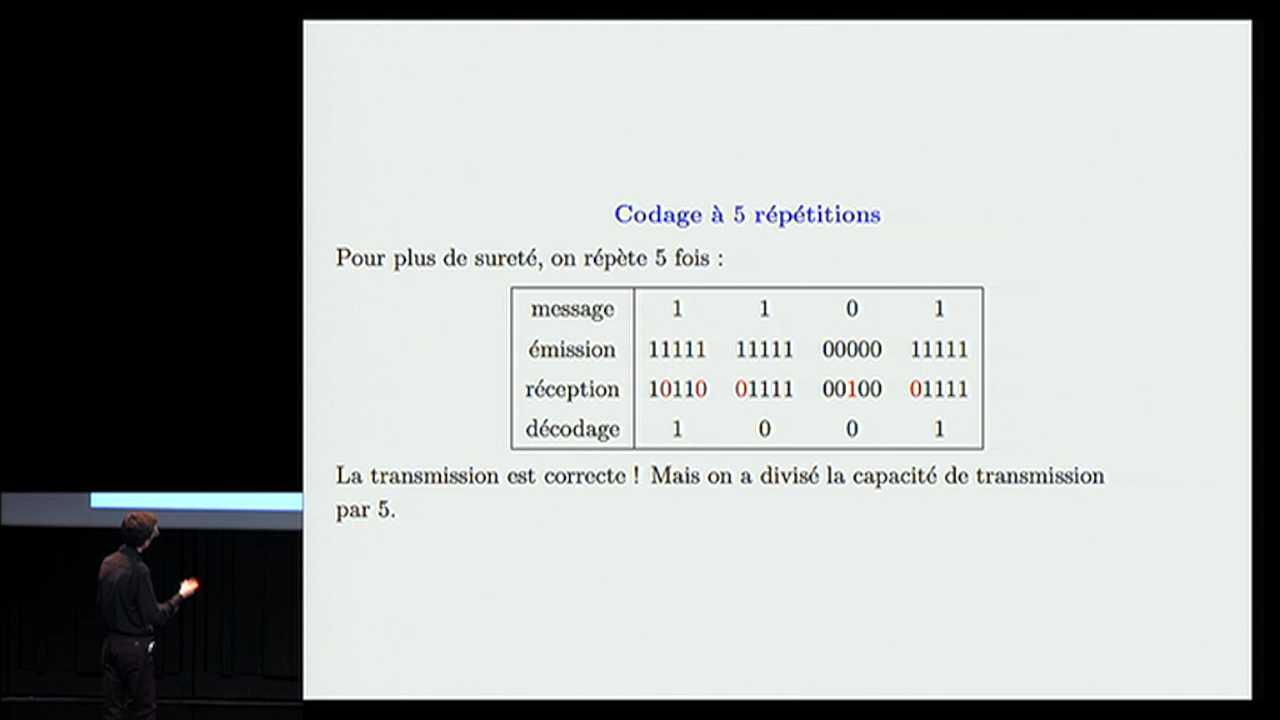 Codage à 5 répétitions
Pour plus de sureté, on répète 5 fois :
message 1 1 0 1
émission 11111 11111 00000 11111
réception 10110 01111 00100 01111
décodage 1 0 0 1
La transmission est correcte ! Mais on a divisé la capacité de transmission
par 5.